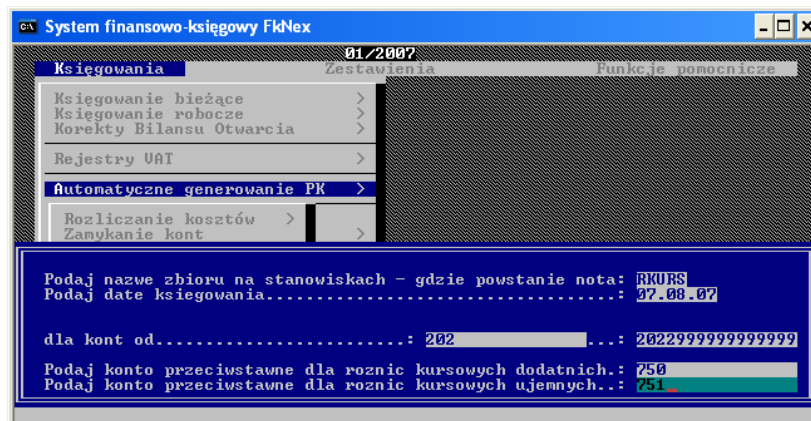 System finansowo-księgowy FkNex
01/2007
Księgowania Zestawienia Funkcje pomocnicze
Księgowanie bieżące >
Księgowanie robocze >
Korekty Bilansu Otwarcia >
Rejestry VAT >
Automatyczne generowanie PK >
Rozliczanie kosztów >
Zamykanie kont >
Podaj nazwe zbioru na stanowiskach - gdzie powstanie nota: RKURS
Podaj date ksiegowania...................................: 07.08.07
dla kont od.........................: 202 ...: 2022999999999999
Podaj konto przeciwstawne dla roznic kursowych dodatnich.: 750
Podaj konto przeciwstawne dla roznic kursowych ujemnych..: 751_